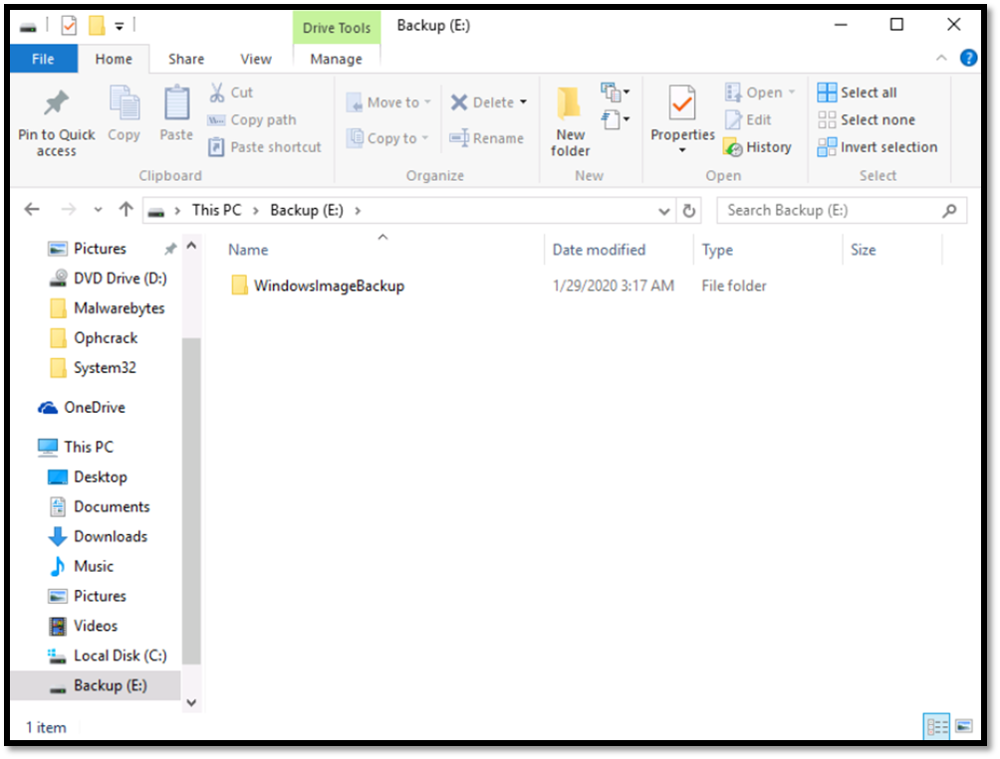 Drive Tools
Backup (E:)
File
Home
Share
View
Manage
Pin to Quick
access
Copy
Paste
Cut
Copy path
Paste shortcut
Clipboard
Move to
Copy to
Delete
Rename
Organize
New
folder
New
Properties
Open
Edit
History
Open
Select all
Select none
Invert selection
Select
This PC
Backup (E:)
Search Backup (E:)
Pictures
DVD Drive (D:)
Malwarebytes
Ophcrack
System32
OneDrive
This PC
Desktop
Documents
Downloads
Music
Pictures
Videos
Local Disk (C:)
Backup (E:)
Name
Date modified
Type
Size
WindowsImageBackup
1/29/2020 3:17 AM
File folder
1 item